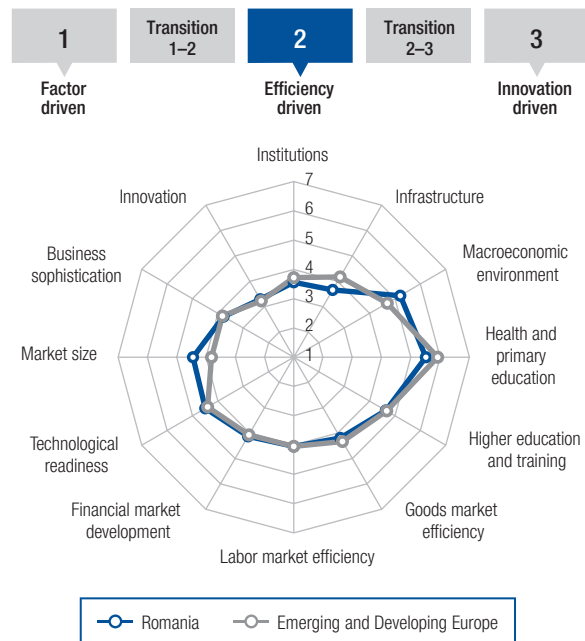 1
Transition
1–2
2
Transition
2–3
3
Factor
driven
Efficiency
driven
Innovation
driven
Institutions
Infrastructure
Macroeconomic
environment
Health and
primary
education
Higher education
and training
Goods market
efficiency
Labor market efficiency
Financial market
development
Technological
readiness
Market size
Business
sophistication
Innovation
7
6
5
4
3
2
1
Romania
Emerging and Developing Europe